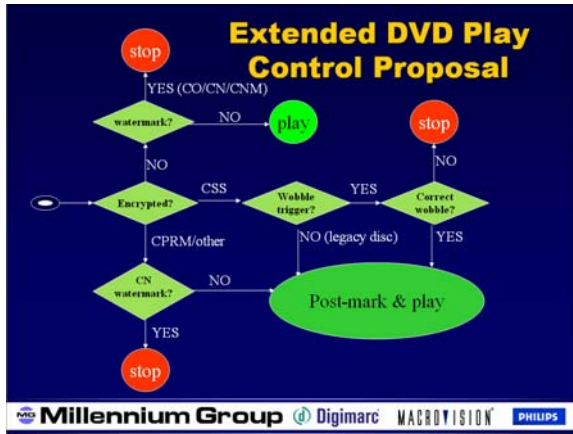 Extended DVD Play
Control Proposal
stop
YES (CO/CN/CNM)
watermark?
NO
play
stop
NO
NO
Encrypted?
CSS
Wobble
trigger?
YES
Correct
wobble?
CPRM/other
NO (legacy disc)
YES
CN
watermark?
NO
Post-mark & play
YES
stop
MG Millennium Group Digimarc MACROVISION PHILIPS